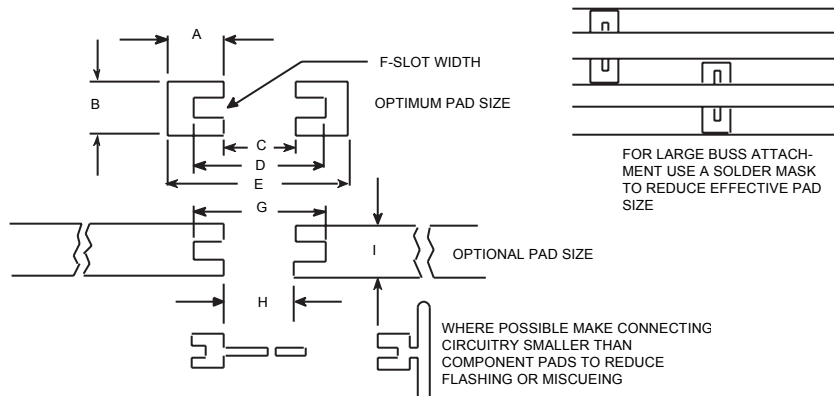 A
F-SLOT WIDTH
B
OPTIMUM PAD SIZE
C
D
E
FOR LARGE BUSS ATTACH-
MENT USE A SOLDER MASK
TO REDUCE EFFECTIVE PAD
SIZE
G
I
OPTIONAL PAD SIZE
H
WHERE POSSIBLE MAKE CONNECTING
CIRCUITRY SMALLER THAN
COMPONENT PADS TO REDUCE
FLASHING OR MISCUEING